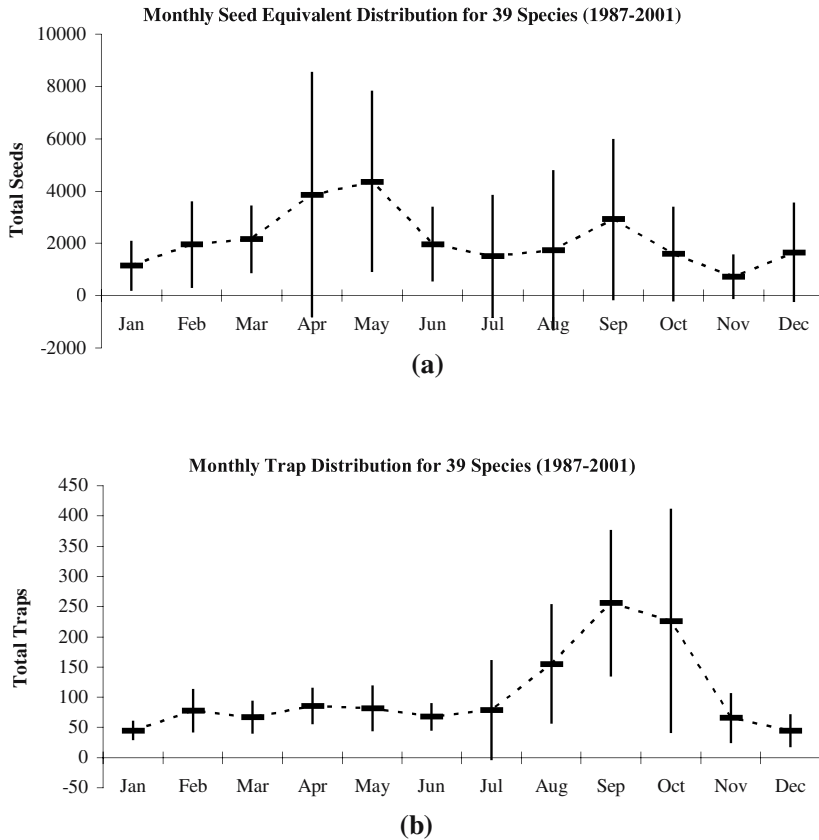 Monthly Seed Equivalent Distribution for 39 Species (1987-2001)
10000
8000
6000
4000
2000
0
-2000
Total Seeds
Jan Feb Mar Apr May Jun Jul Aug Sep Oct Nov Dec
(a)
Monthly Trap Distribution for 39 Species (1987-2001)
450
400
350
300
250
200
150
100
50
0
-50
Total Traps
Jan Feb Mar Apr May Jun Jul Aug Sep Oct Nov Dec
(b)